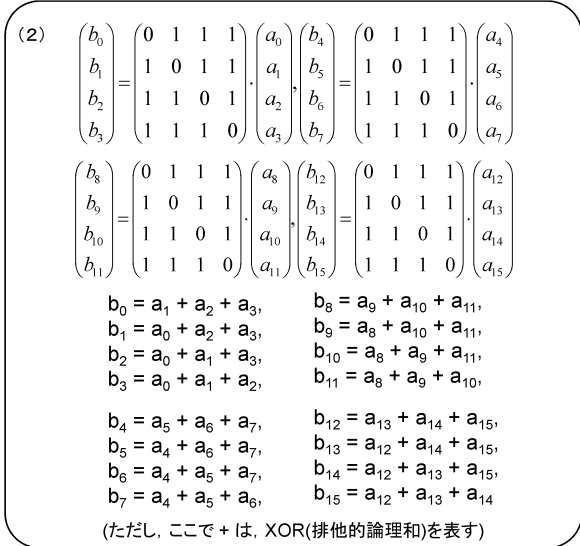 (2) (b₀ b₁ b₂ b₃) = (0 1 1 1 / 1 0 1 1 / 1 1 0 1 / 1 1 1 0) · (a₀ a₁ a₂ a₃), (b₄ b₅ b₆ b₇) = (0 1 1 1 / 1 0 1 1 / 1 1 0 1 / 1 1 1 0) · (a₄ a₅ a₆ a₇)
(b₈ b₉ b₁₀ b₁₁) = (0 1 1 1 / 1 0 1 1 / 1 1 0 1 / 1 1 1 0) · (a₈ a₉ a₁₀ a₁₁), (b₁₂ b₁₃ b₁₄ b₁₅) = (0 1 1 1 / 1 0 1 1 / 1 1 0 1 / 1 1 1 0) · (a₁₂ a₁₃ a₁₄ a₁₅)
b₀ = a₁ + a₂ + a₃,
b₁ = a₀ + a₂ + a₃,
b₂ = a₀ + a₁ + a₃,
b₃ = a₀ + a₁ + a₂,
b₈ = a₉ + a₁₀ + a₁₁,
b₉ = a₈ + a₁₀ + a₁₁,
b₁₀ = a₈ + a₉ + a₁₁,
b₁₁ = a₈ + a₉ + a₁₀,
b₄ = a₅ + a₆ + a₇,
b₅ = a₄ + a₆ + a₇,
b₆ = a₄ + a₅ + a₇,
b₇ = a₄ + a₅ + a₆,
b₁₂ = a₁₃ + a₁₄ + a₁₅,
b₁₃ = a₁₂ + a₁₄ + a₁₅,
b₁₄ = a₁₂ + a₁₃ + a₁₅,
b₁₅ = a₁₂ + a₁₃ + a₁₄
(ただし, ここで + は, XOR(排他的論理和)を表す)